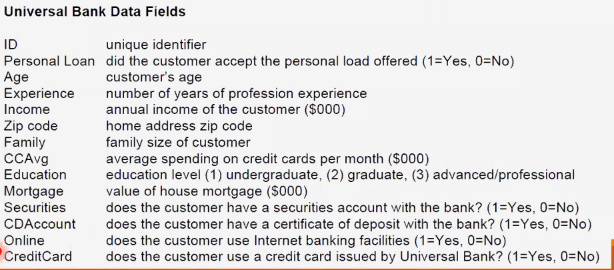 Universal Bank Data Fields
ID unique identifier
Personal Loan did the customer accept the personal load offered (1=Yes, 0=No)
Age customer's age
Experience number of years of profession experience
Income annual income of the customer ($000)
Zip code home address zip code
Family family size of customer
CCAvg average spending on credit cards per month ($000)
Education education level (1) undergraduate, (2) graduate, (3) advanced/professional
Mortgage value of house mortgage ($000)
Securities does the customer have a securities account with the bank? (1=Yes, 0=No)
CDAccount does the customer have a certificate of deposit with the bank? (1=Yes, 0=No)
Online does the customer use Internet banking facilities (1=Yes, 0=No)
CreditCard does the customer use a credit card issued by Universal Bank? (1=Yes, 0=No)